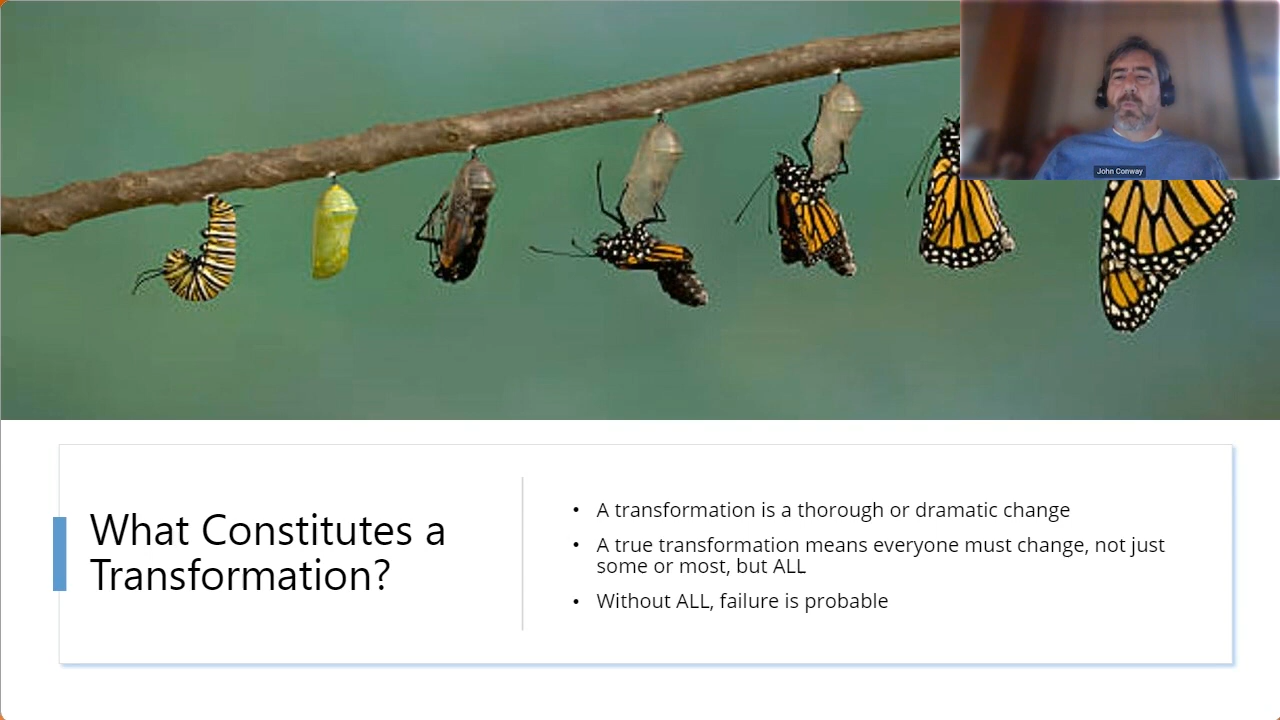 John Conway
What Constitutes a
Transformation?
• A transformation is a thorough or dramatic change
• A true transformation means everyone must change, not just
some or most, but ALL
• Without ALL, failure is probable